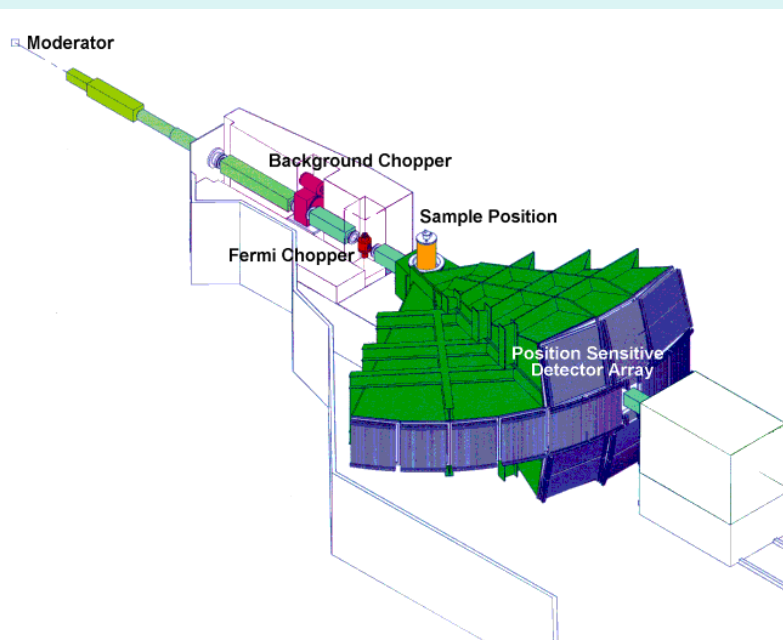 Moderator
Background Chopper
Sample Position
Fermi Chopper
Position Sensitive
Detector Array